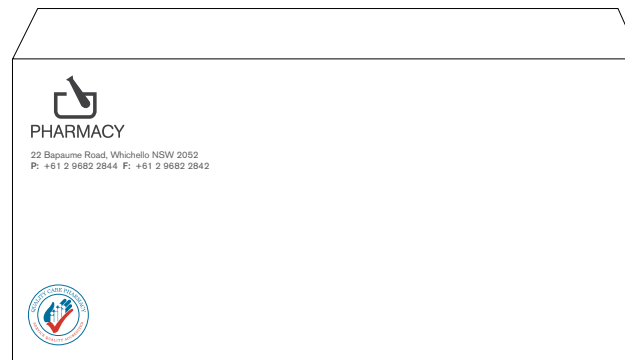 PHARMACY
22 Bapaume Road, Whichello NSW 2052
P: +61 2 9682 2844 F: +61 2 9682 2842
QUALITY CARE PHARMACY